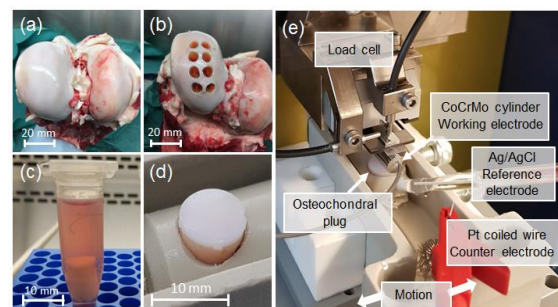 (a)
20 mm
(b)
20 mm
(c)
10 mm
(d)
10 mm
(e)
Load cell
CoCrMo cylinder
Working electrode
Ag/AgCl
Reference
electrode
Osteochondral
plug
Pt coiled wire
Counter electrode
Motion